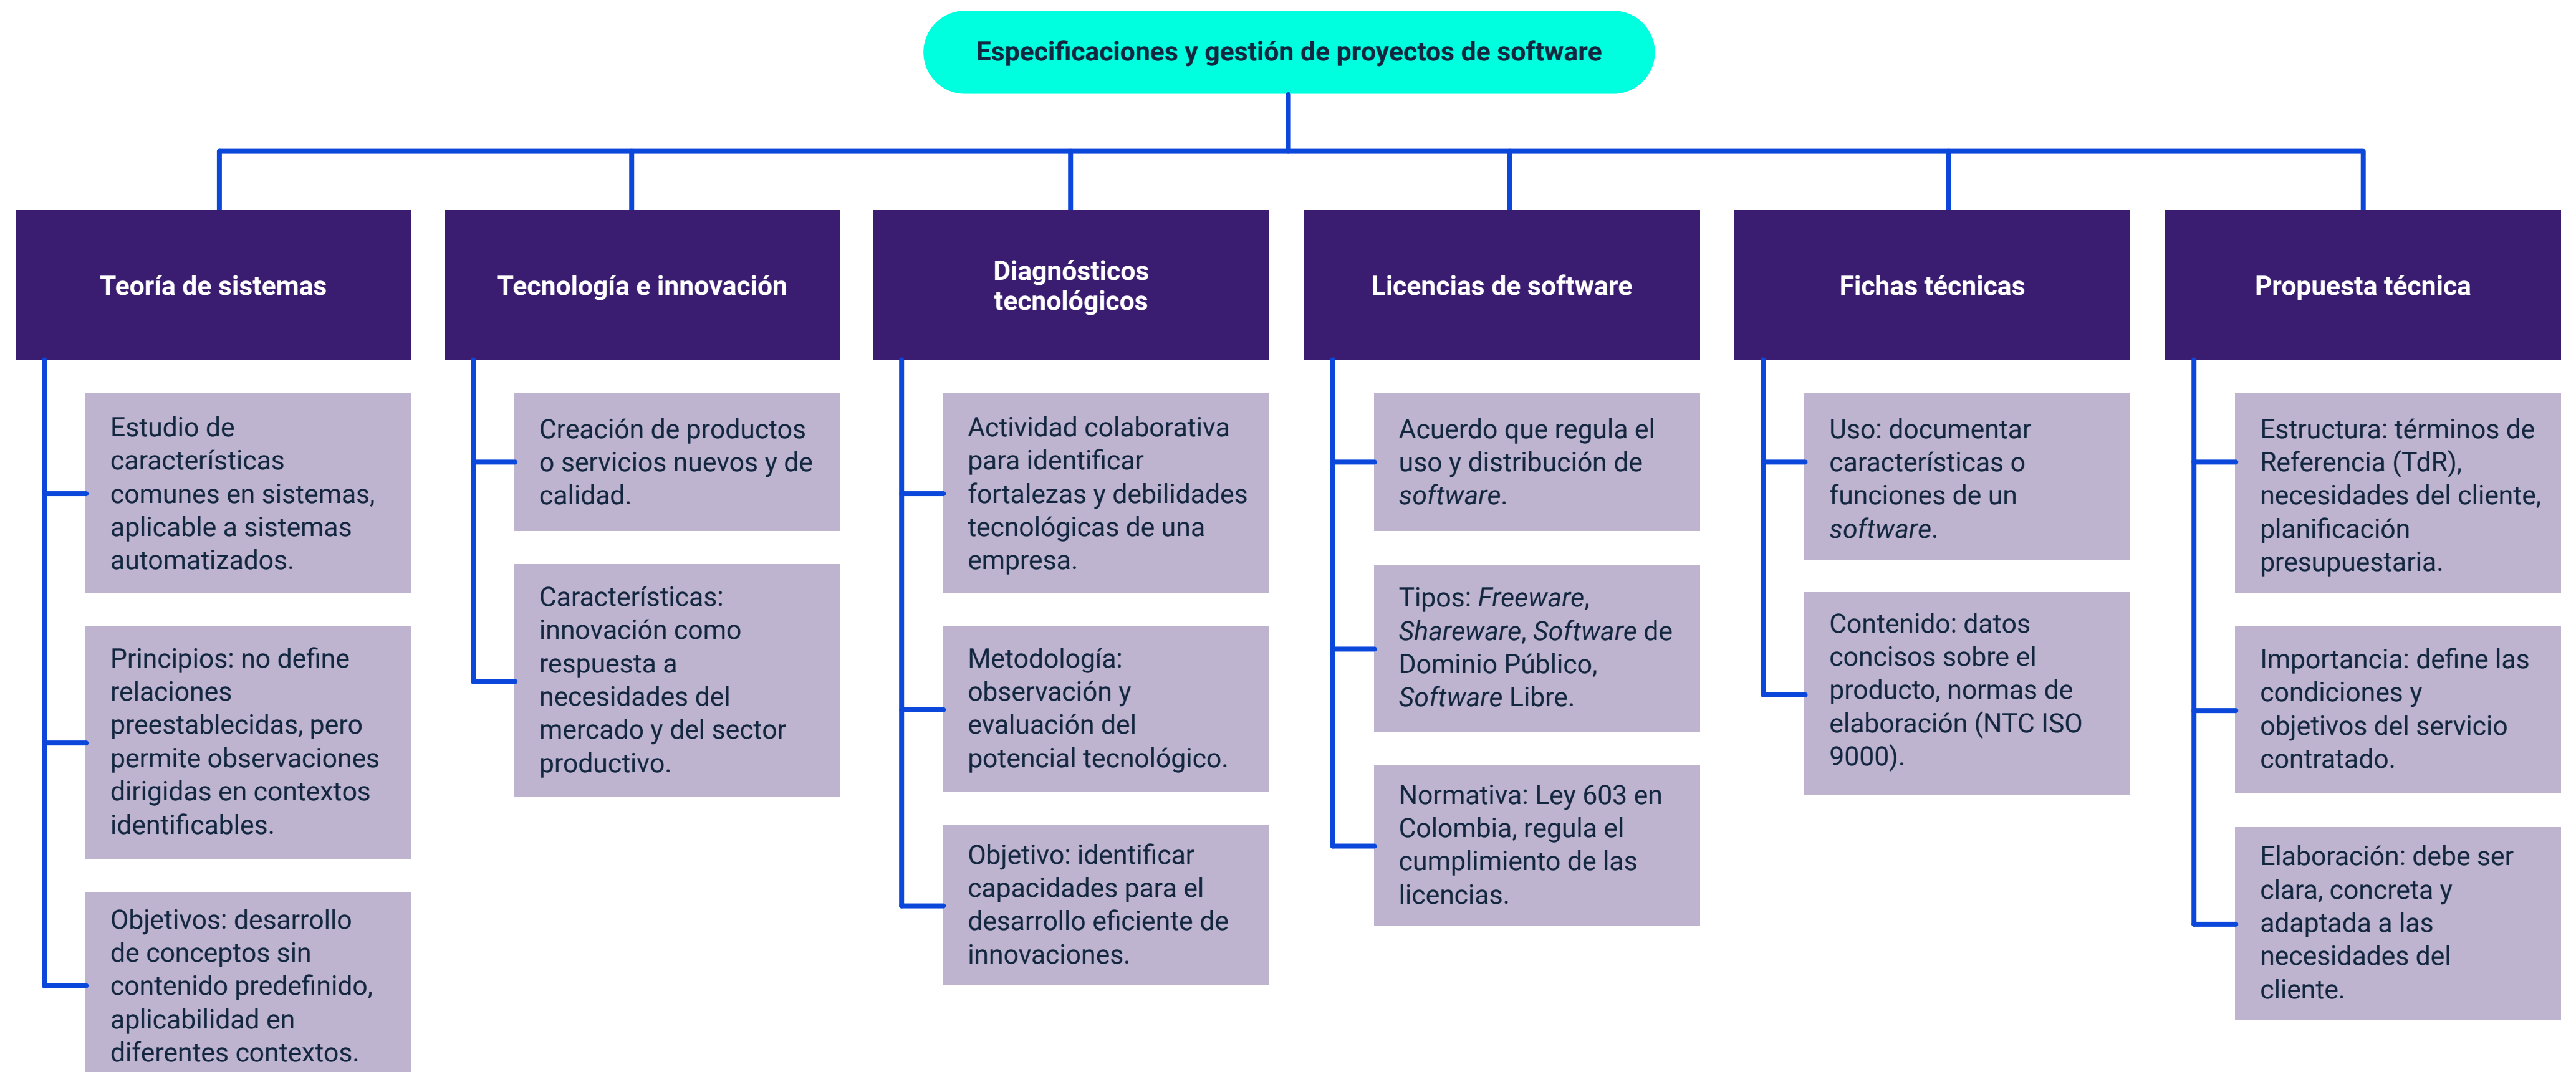 Especificaciones y gestión de proyectos de software
Teoría de sistemas
Estudio de
características
comunes en sistemas,
aplicable a sistemas
automatizados.
Principios: no define
relaciones
preestablecidas, pero
permite observaciones
dirigidas en contextos
identificables.
Objetivos: desarrollo
de conceptos sin
contenido predefinido,
aplicabilidad en
diferentes contextos.
Tecnología e innovación
Creación de productos
o servicios nuevos y de
calidad.
Características:
innovación como
respuesta a
necesidades del
mercado y del sector
productivo.
Diagnósticos
tecnológicos
Actividad colaborativa
para identificar
fortalezas y debilidades
tecnológicas de una
empresa.
Metodología:
observación y
evaluación del
potencial tecnológico.
Objetivo: identificar
capacidades para el
desarrollo eficiente de
innovaciones.
Licencias de software
Acuerdo que regula el
uso y distribución de
software.
Tipos: Freeware,
Shareware, Software de
Dominio Público,
Software Libre.
Normativa: Ley 603 en
Colombia, regula el
cumplimiento de las
licencias.
Fichas técnicas
Uso: documentar
características o
funciones de un
software.
Contenido: datos
concisos sobre el
producto, normas de
elaboración (NTC ISO
9000).
Propuesta técnica
Estructura: términos de
Referencia (TdR),
necesidades del cliente,
planificación
presupuestaria.
Importancia: define las
condiciones y
objetivos del servicio
contratado.
Elaboración: debe ser
clara, concreta y
adaptada a las
necesidades del
cliente.